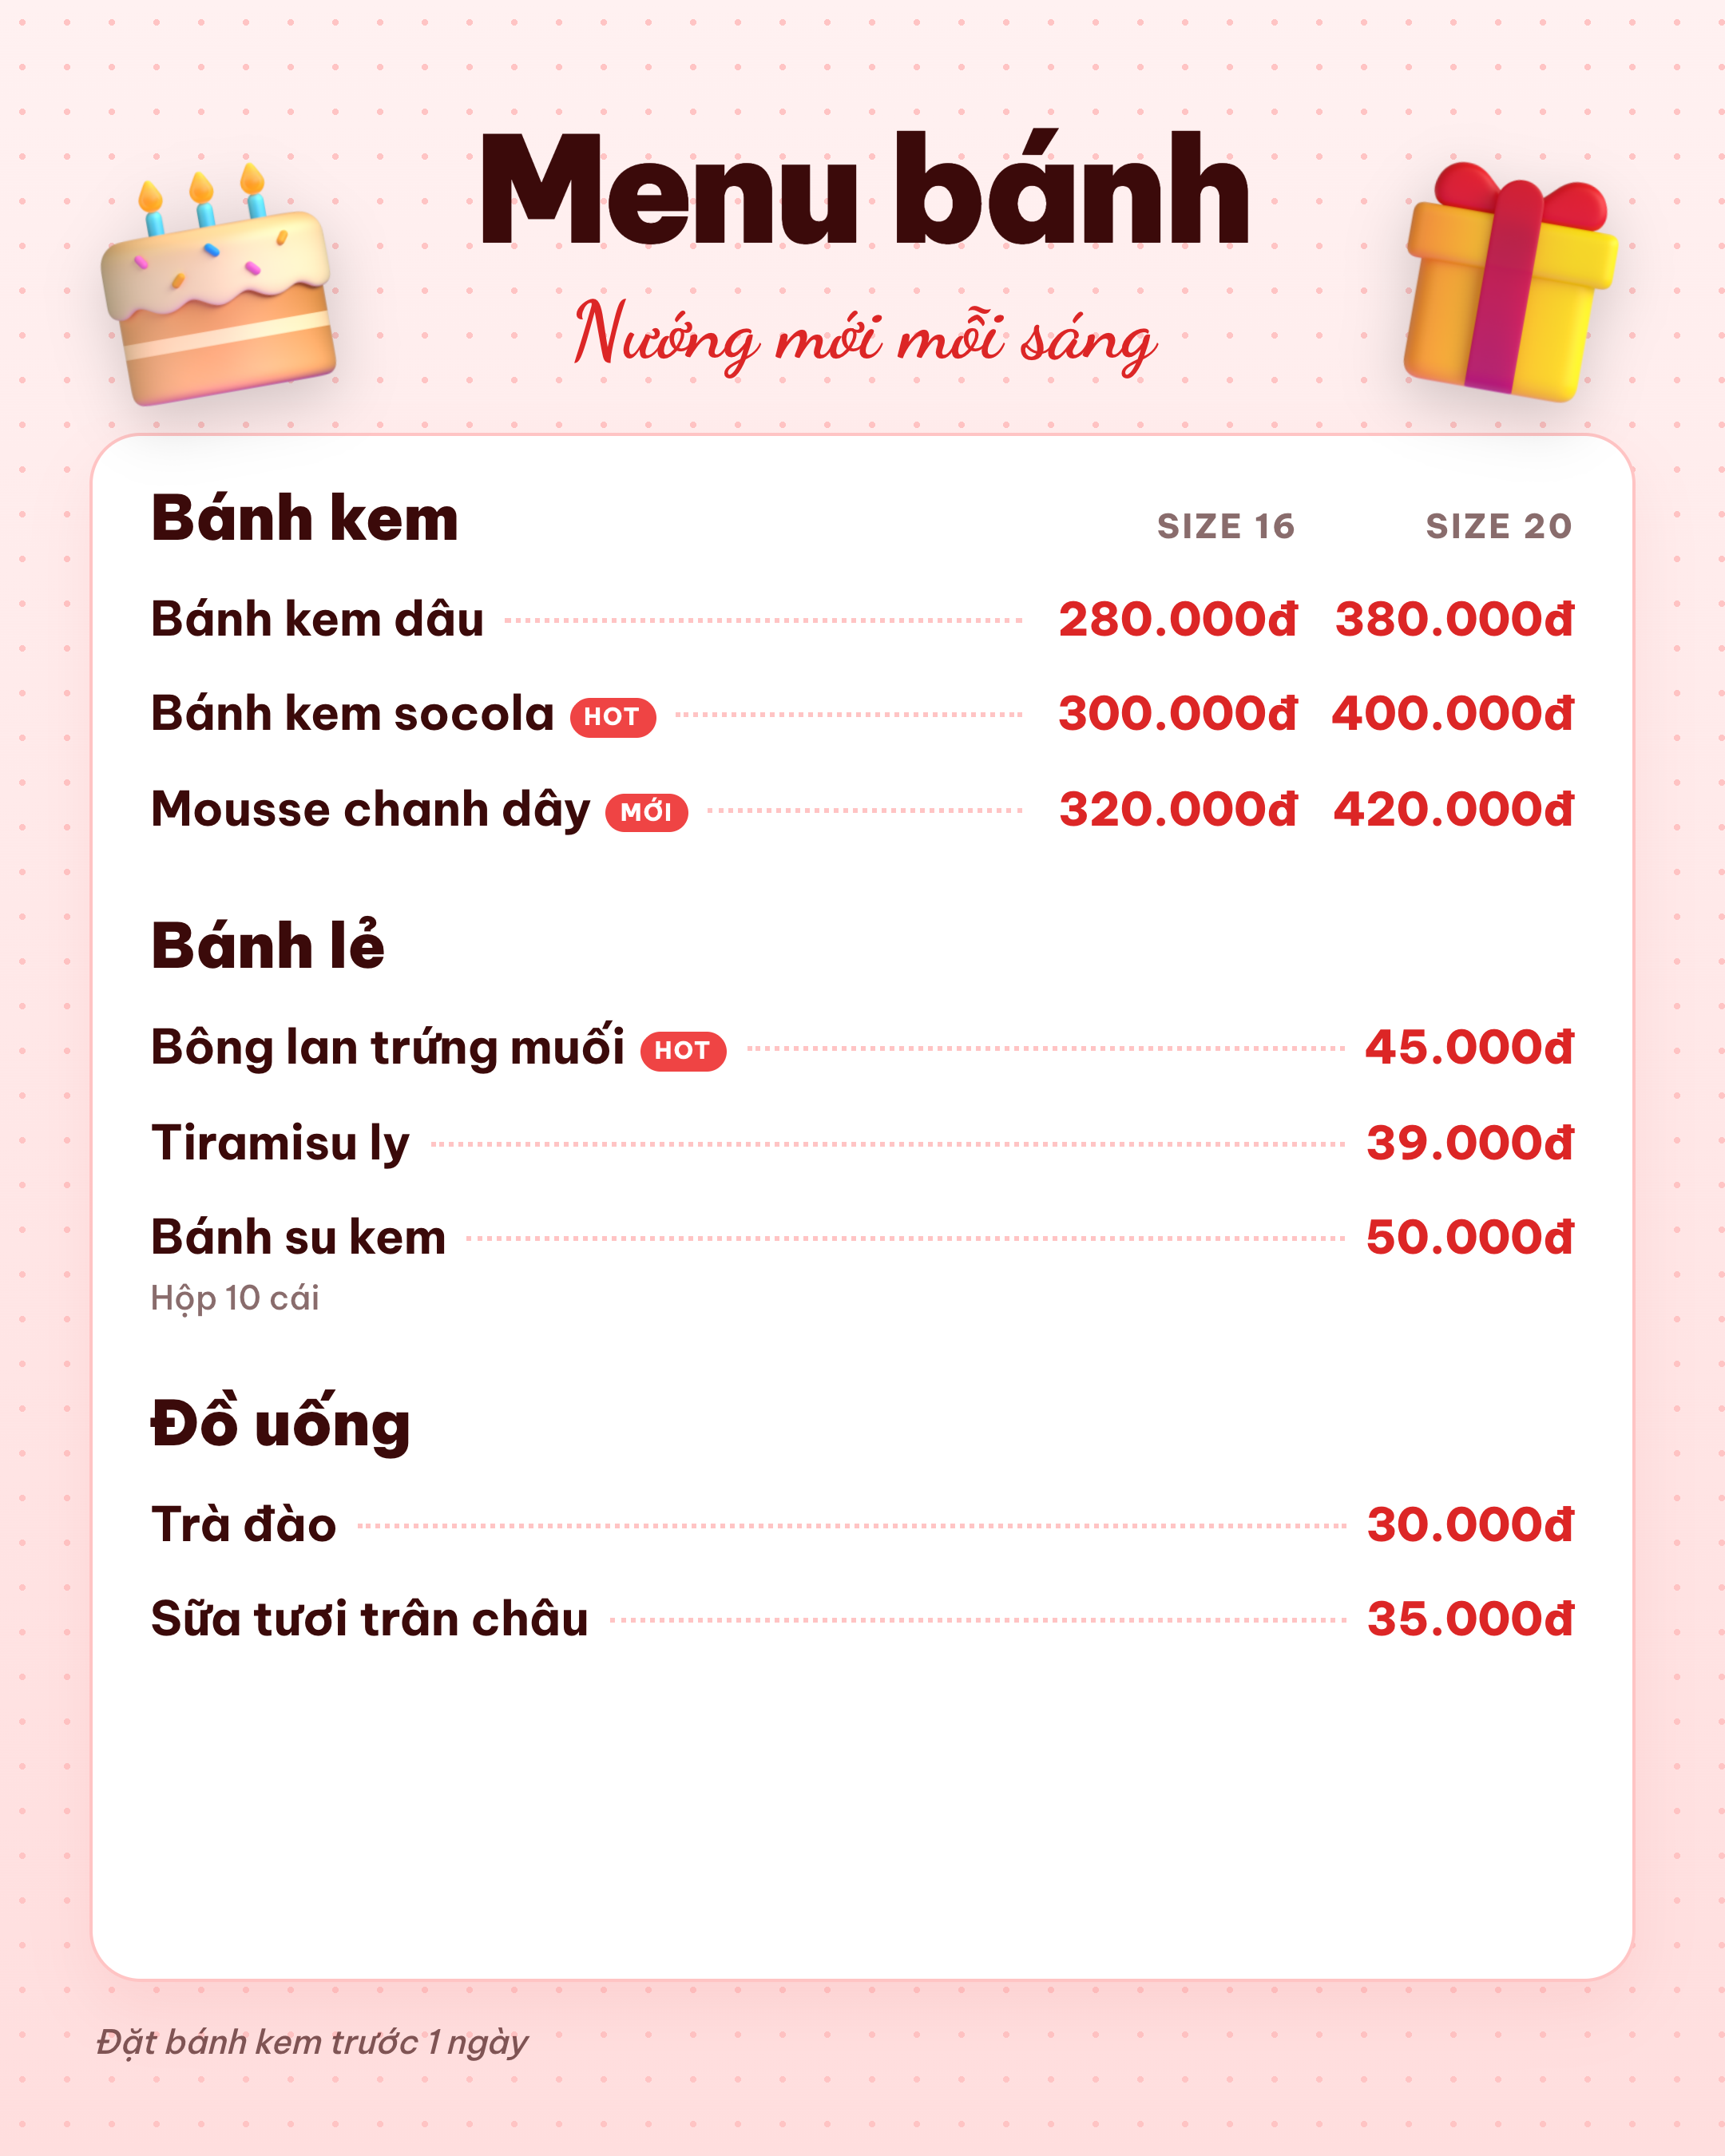 Menu bánh
Nướng mới mỗi sáng
Bánh kem SIZE 16 SIZE 20
Bánh kem dâu 280.000đ 380.000đ
Bánh kem socola HOT 300.000đ 400.000đ
Mousse chanh dây MỚI 320.000đ 420.000đ
Bánh lẻ
Bông lan trứng muối HOT 45.000đ
Tiramisu ly 39.000đ
Bánh su kem 50.000đ
Hộp 10 cái
Đồ uống
Trà đào 30.000đ
Sữa tươi trân châu 35.000đ
Đặt bánh kem trước 1 ngày